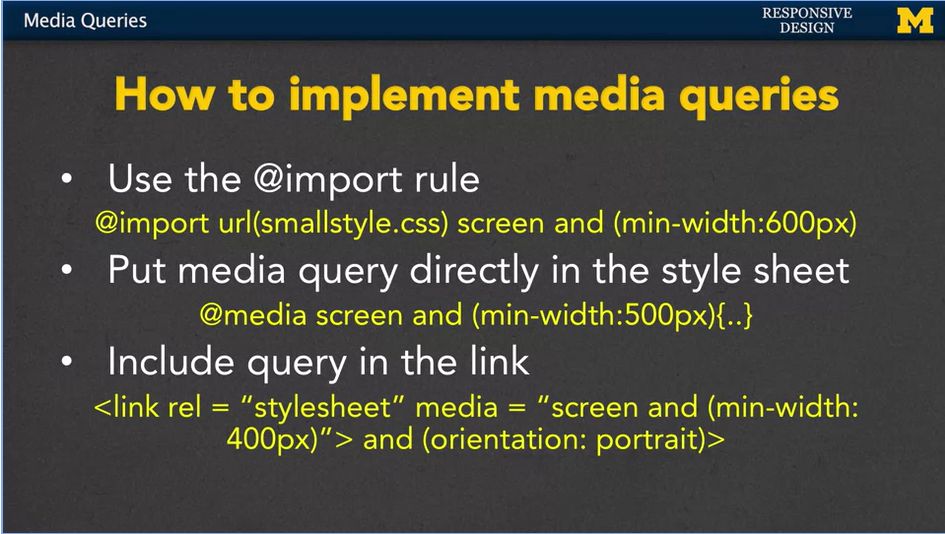 Media Queries
RESPONSIVE
DESIGN
M
How to implement media queries
• Use the @import rule
@import url(smallstyle.css) screen and (min-width:600px)
• Put media query directly in the style sheet
@media screen and (min-width:500px){..}
• Include query in the link
<link rel = “stylesheet” media = “screen and (min-width:
400px)”> and (orientation: portrait)>